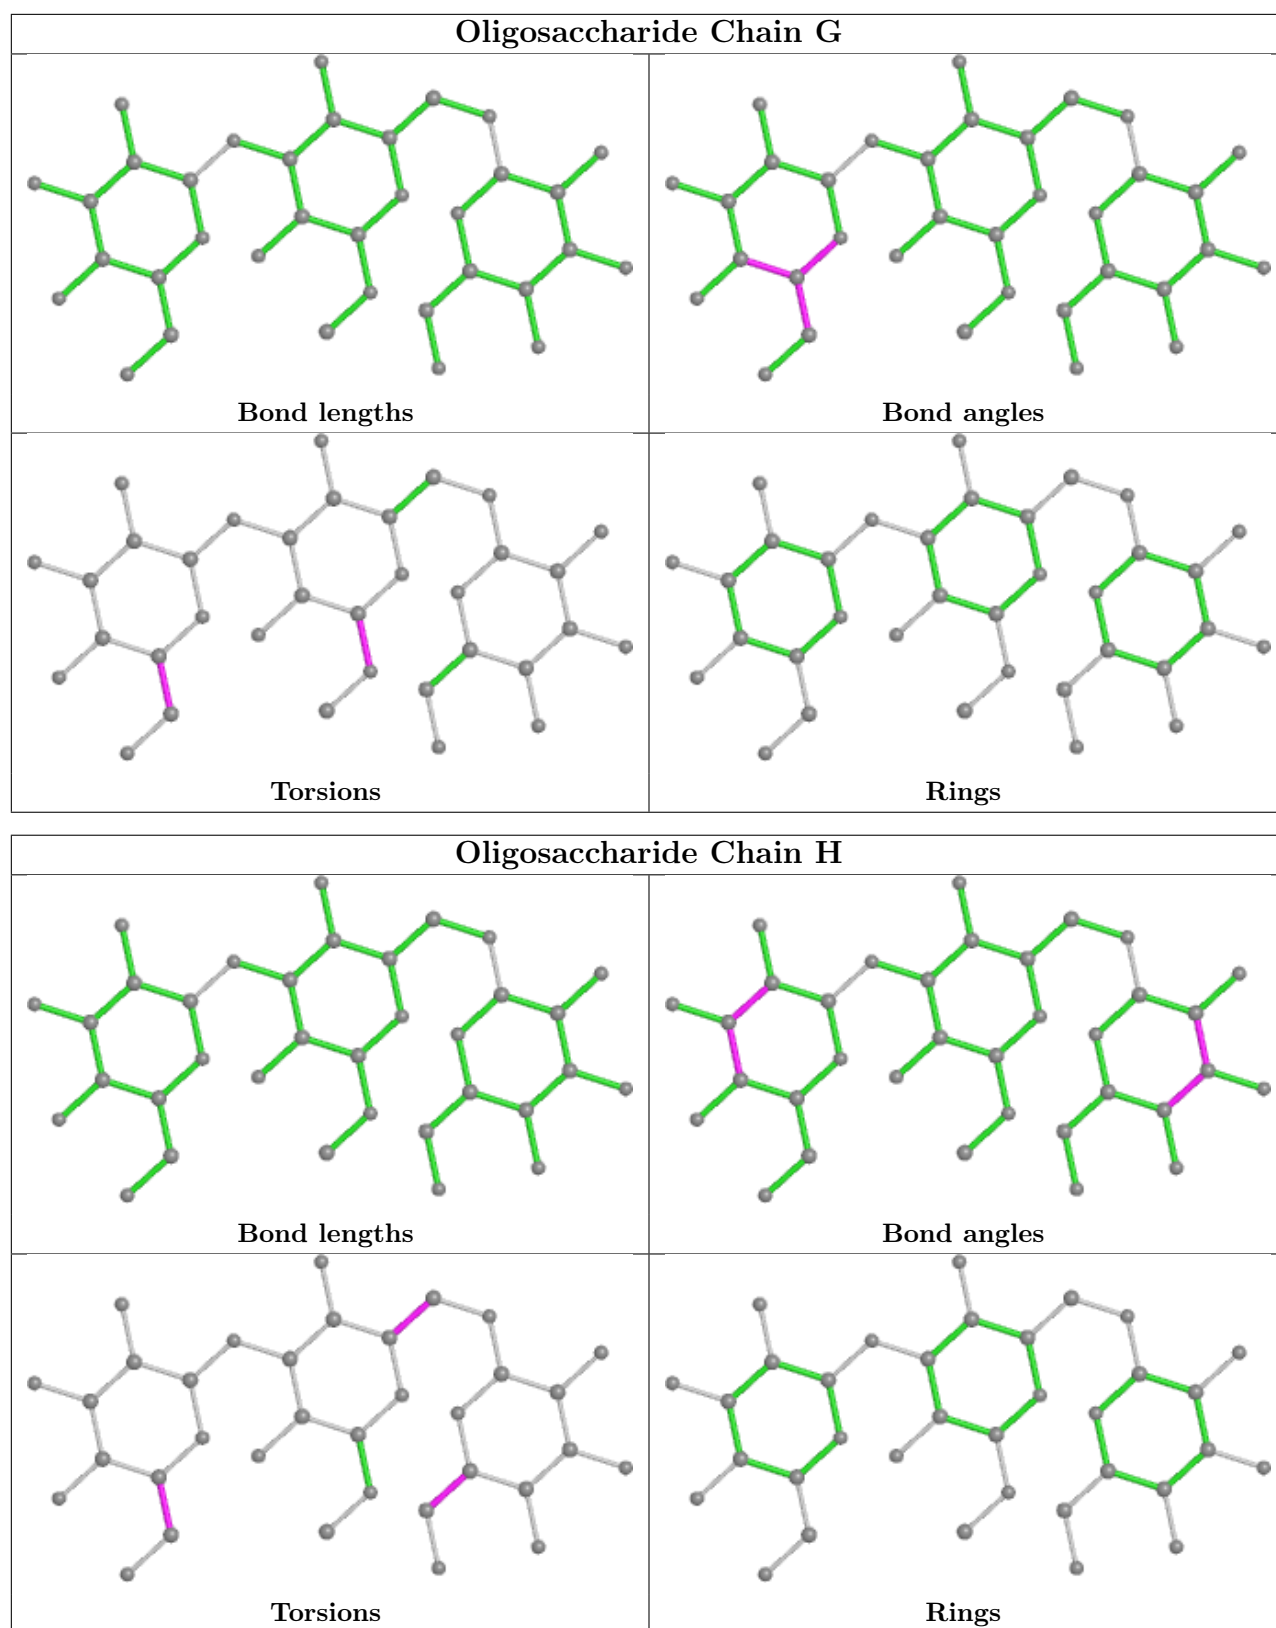 Oligosaccharide Chain G
Bond lengths
Bond angles
Torsions
Rings
Oligosaccharide Chain H
Bond lengths
Bond angles
Torsions
Rings